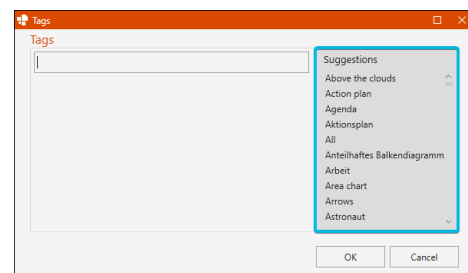 Tags
Tags
Suggestions
Above the clouds
Action plan
Agenda
Aktionsplan
All
Anteilhaftes Balkendiagramm
Arbeit
Area chart
Arrows
Astronaut
OK
Cancel